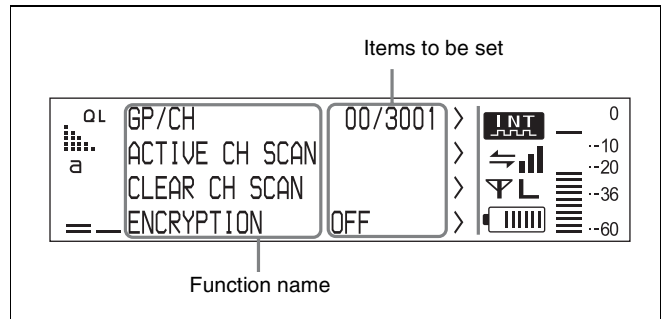 Items to be set
QL GP/CH 00/3001 > INT 0
ACTIVE CH SCAN > -10
a -20
CLEAR CH SCAN > L -36
ENCRYPTION OFF > -60
Function name